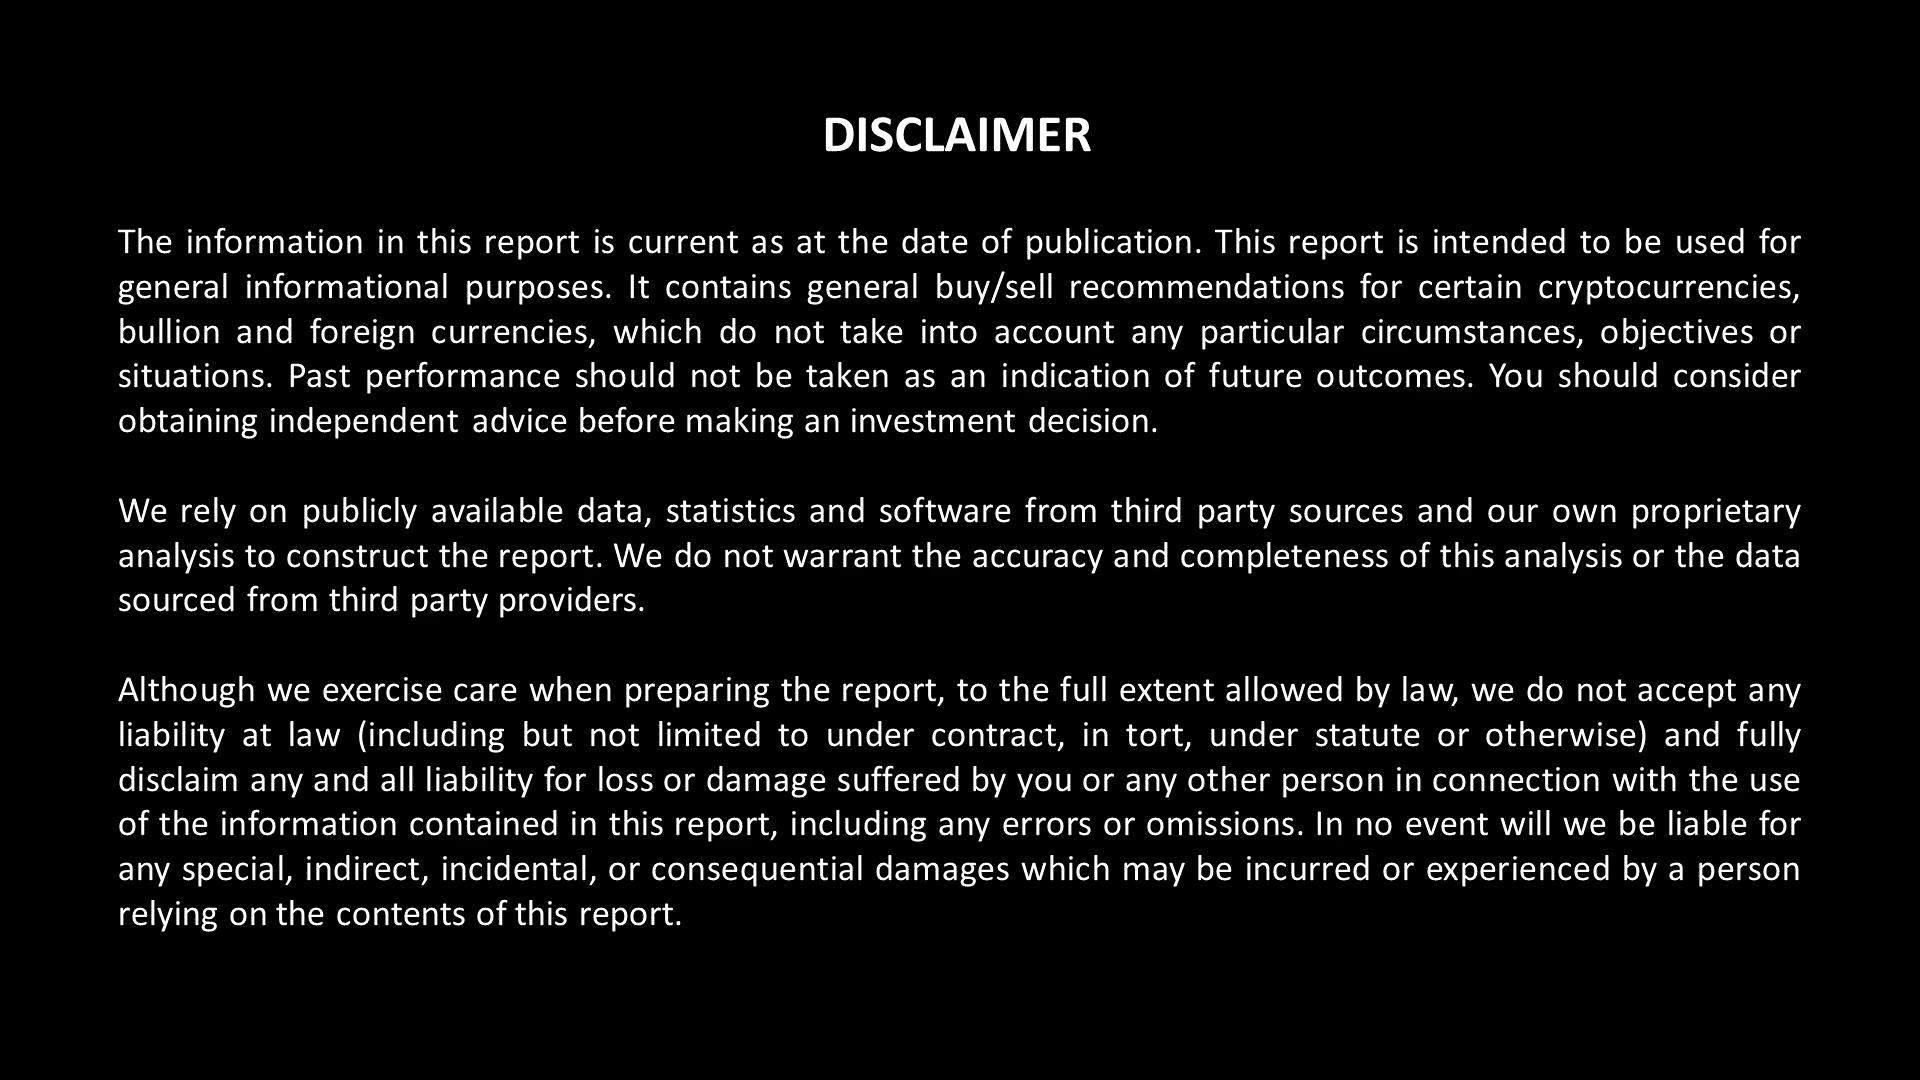 DISCLAIMER
The information in this report is current as at the date of publication. This report is intended to be used for
general informational purposes. It contains general buy/sell recommendations for certain cryptocurrencies,
bullion and foreign currencies, which do not take into account any particular circumstances, objectives or
situations. Past performance should not be taken as an indication of future outcomes. You should consider
obtaining independent advice before making an investment decision.
We rely on publicly available data, statistics and software from third party sources and our own proprietary
analysis to construct the report. We do not warrant the accuracy and completeness of this analysis or the data
sourced from third party providers.
Although we exercise care when preparing the report, to the full extent allowed by law, we do not accept any
liability at law (including but not limited to under contract, in tort, under statute or otherwise) and fully
disclaim any and all liability for loss or damage suffered by you or any other person in connection with the use
of the information contained in this report, including any errors or omissions. In no event will we be liable for
any special, indirect, incidental, or consequential damages which may be incurred or experienced by a person
relying on the contents of this report.